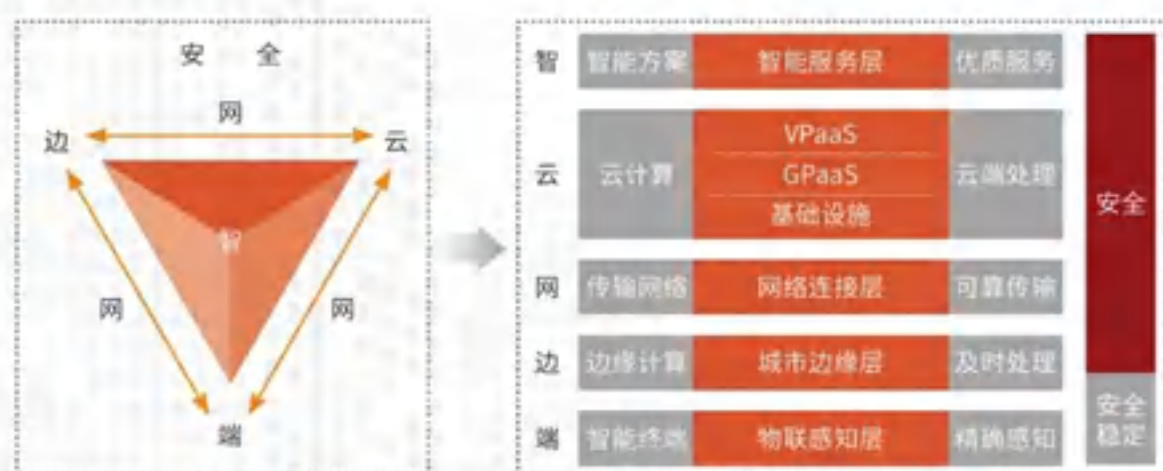 安 全
网
边
云
智
网
网
端
智 智能方案 智能服务层 优质服务
云 云计算 VPaaS 云端处理
GPaaS
基础设施
网 传输网络 网络连接层 可靠传输
边 边缘计算 城市边缘层 及时处理
端 智能终端 物联感知层 精确感知
安全
安全
稳定